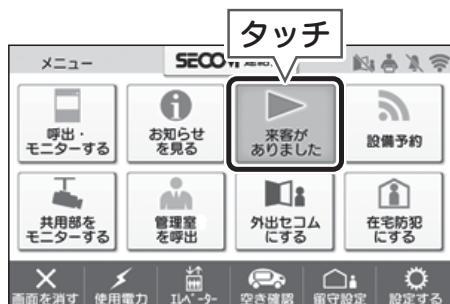 タッチ
メニュー
SECOM
呼出・
モニターする
お知らせ
を見る
来客が
ありました
設備予約
共用部を
モニターする
管理室
を呼出
外出セコム
にする
在宅防犯
にする
画面を消す
使用電力
エレベーター
空き確認
留守設定
設定する